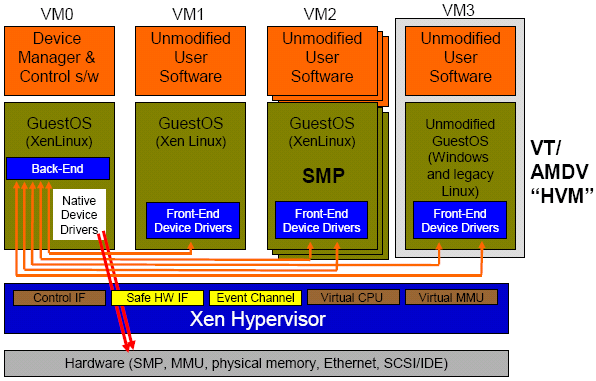 VM0
VM1
VM2
VM3
Device
Manager &
Control s/w
Unmodified
User
Software
Unmodified
User
Software
Unmodified
User
Software
GuestOS
(XenLinux)
Back-End
Native
Device
Drivers
GuestOS
(Xen Linux)
Front-End
Device Drivers
GuestOS
(XenLinux)
SMP
Front-End
Device Drivers
Unmodified
GuestOS
(Windows
and legacy
Linux)
Front-End
Device Drivers
VT/
AMDV
“HVM”
Control IF
Safe HW IF
Event Channel
Virtual CPU
Virtual MMU
Xen Hypervisor
Hardware (SMP, MMU, physical memory, Ethernet, SCSI/IDE)